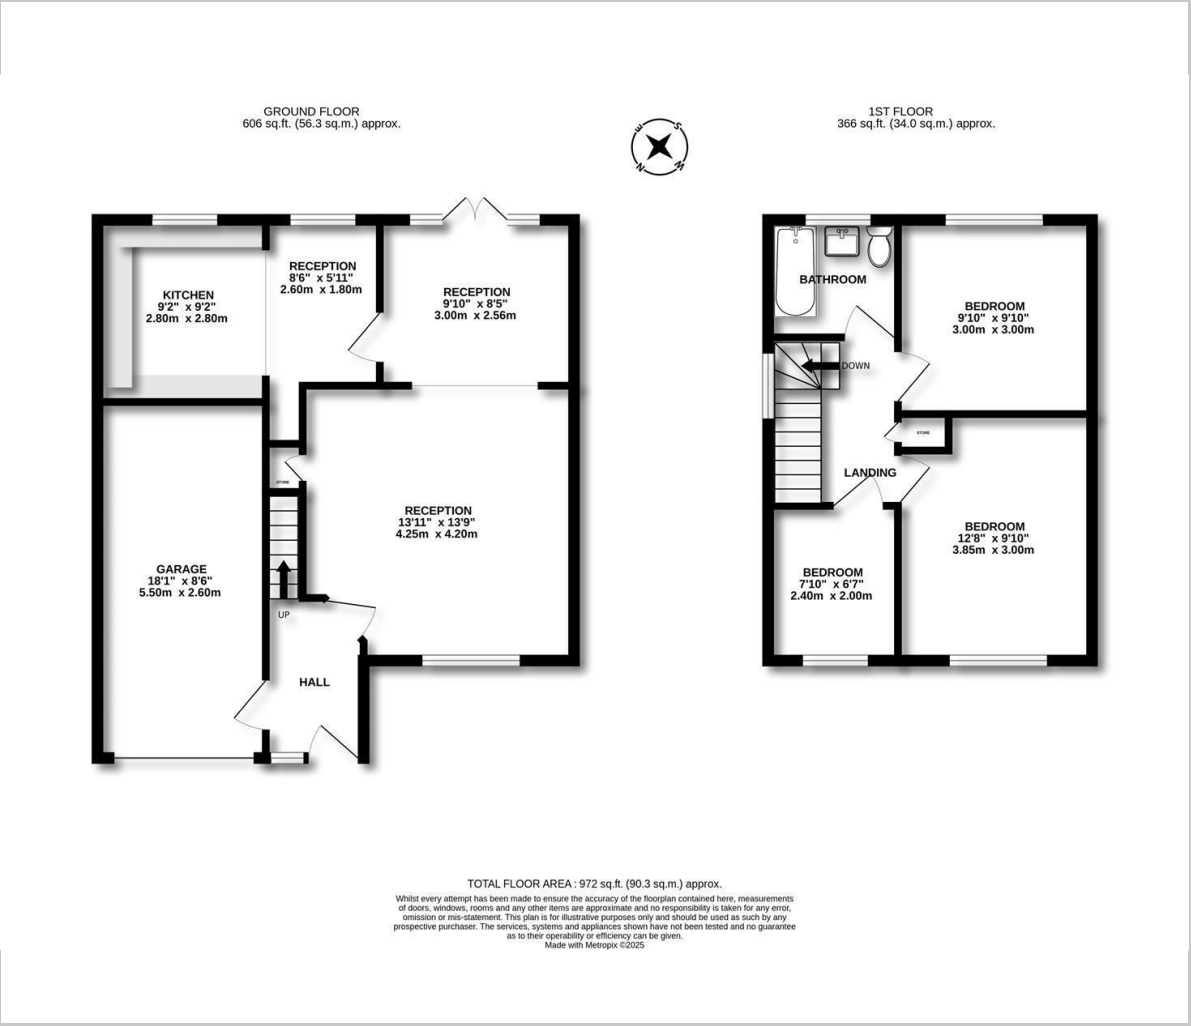 GROUND FLOOR
606 sq.ft. (56.3 sq.m.) approx.
1ST FLOOR
366 sq.ft. (34.0 sq.m.) approx.
E
S
N
W
KITCHEN
9'2" x 9'2"
2.80m x 2.80m
RECEPTION
8'6" x 5'11"
2.60m x 1.80m
RECEPTION
9'10" x 8'5"
3.00m x 2.56m
STORE
RECEPTION
13'11" x 13'9"
4.25m x 4.20m
GARAGE
18'1" x 8'6"
5.50m x 2.60m
UP
HALL
BATHROOM
BEDROOM
9'10" x 9'10"
3.00m x 3.00m
DOWN
STORE
LANDING
BEDROOM
12'8" x 9'10"
3.85m x 3.00m
BEDROOM
7'10" x 6'7"
2.40m x 2.00m
TOTAL FLOOR AREA : 972 sq.ft. (90.3 sq.m.) approx.
Whilst every attempt has been made to ensure the accuracy of the floorplan contained here, measurements
of doors, windows, rooms and any other items are approximate and no responsibility is taken for any error,
omission or mis-statement. This plan is for illustrative purposes only and should be used as such by any
prospective purchaser. The services, systems and appliances shown have not been tested and no guarantee
as to their operability or efficiency can be given.
Made with Metropix ©2025